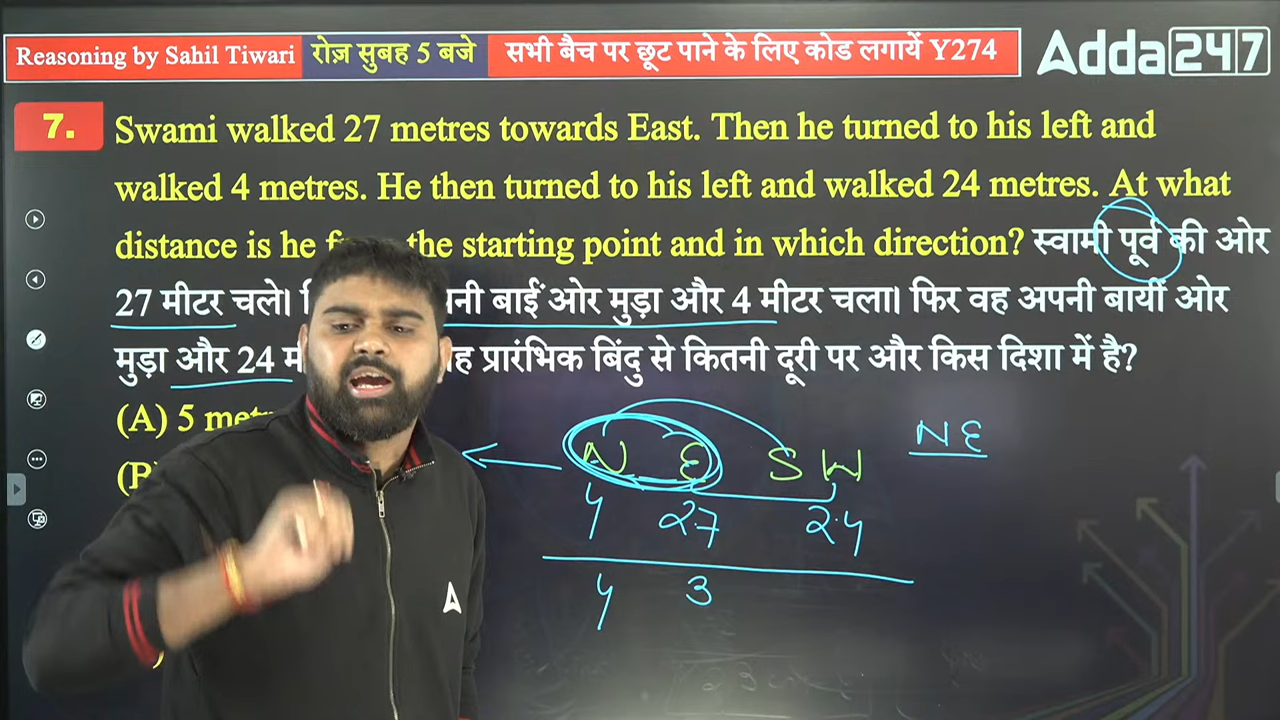 Reasoning by Sahil Tiwari रोज़ सुबह 5 बजे सभी बैच पर छूट पाने के लिए कोड लगायें Y274 Adda247
7. Swami walked 27 metres towards East. Then he turned to his left and
walked 4 metres. He then turned to his left and walked 24 metres. At what
distance is he the starting point and in which direction? स्वामी पूर्व की ओर
27 मीटर चले। बाईं ओर मुड़ा और 4 मीटर चला। फिर वह अपनी बायीं ओर
मुड़ा और 24 प्रारंभिक बिंदु से कितनी दूरी पर और किस दिशा में है?
(A) 5
N E S W NE
4 27 24
4 3